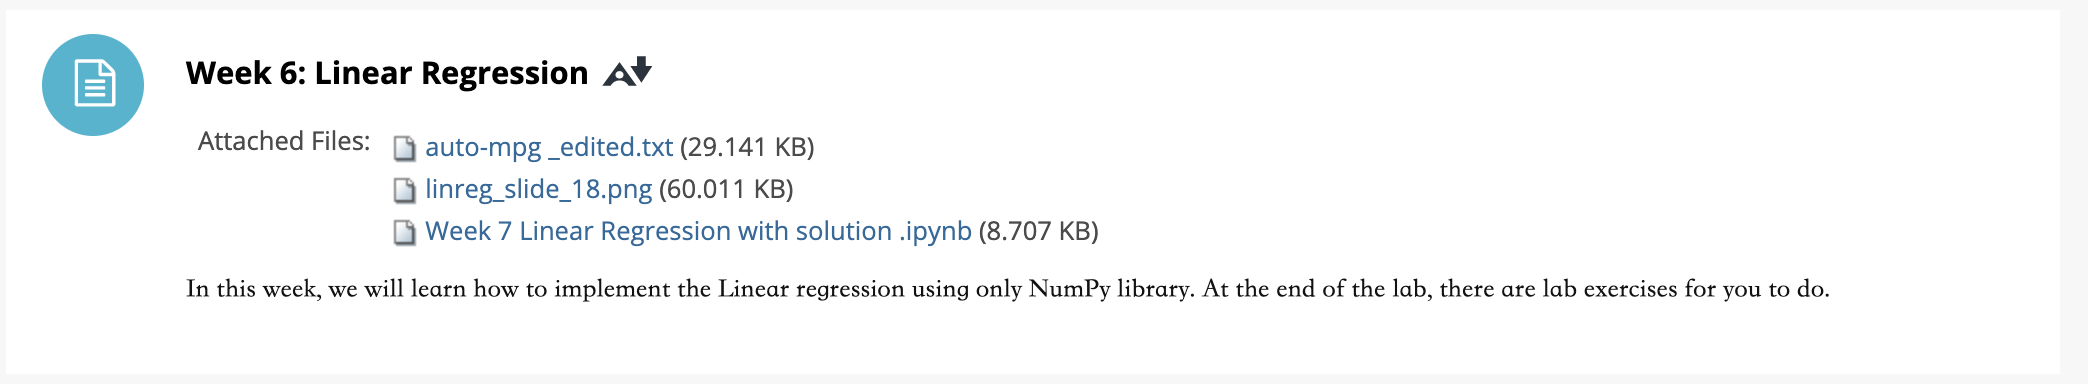 Week 6: Linear Regression
Attached Files:
auto-mpg _edited.txt (29.141 KB)
linreg_slide_18.png (60.011 KB)
Week 7 Linear Regression with solution .ipynb (8.707 KB)
In this week, we will learn how to implement the Linear regression using only NumPy library. At the end of the lab, there are lab exercises for you to do.